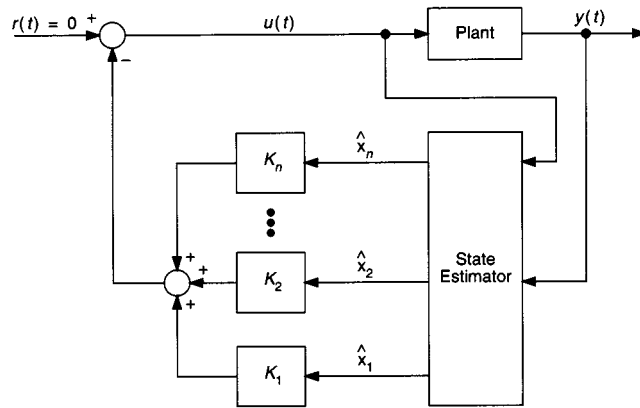 r(t) = 0 + u(t) Plant y(t)
−
K_n x̂_n
+
+ K_2 x̂_2 State
Estimator
+
K_1 x̂_1